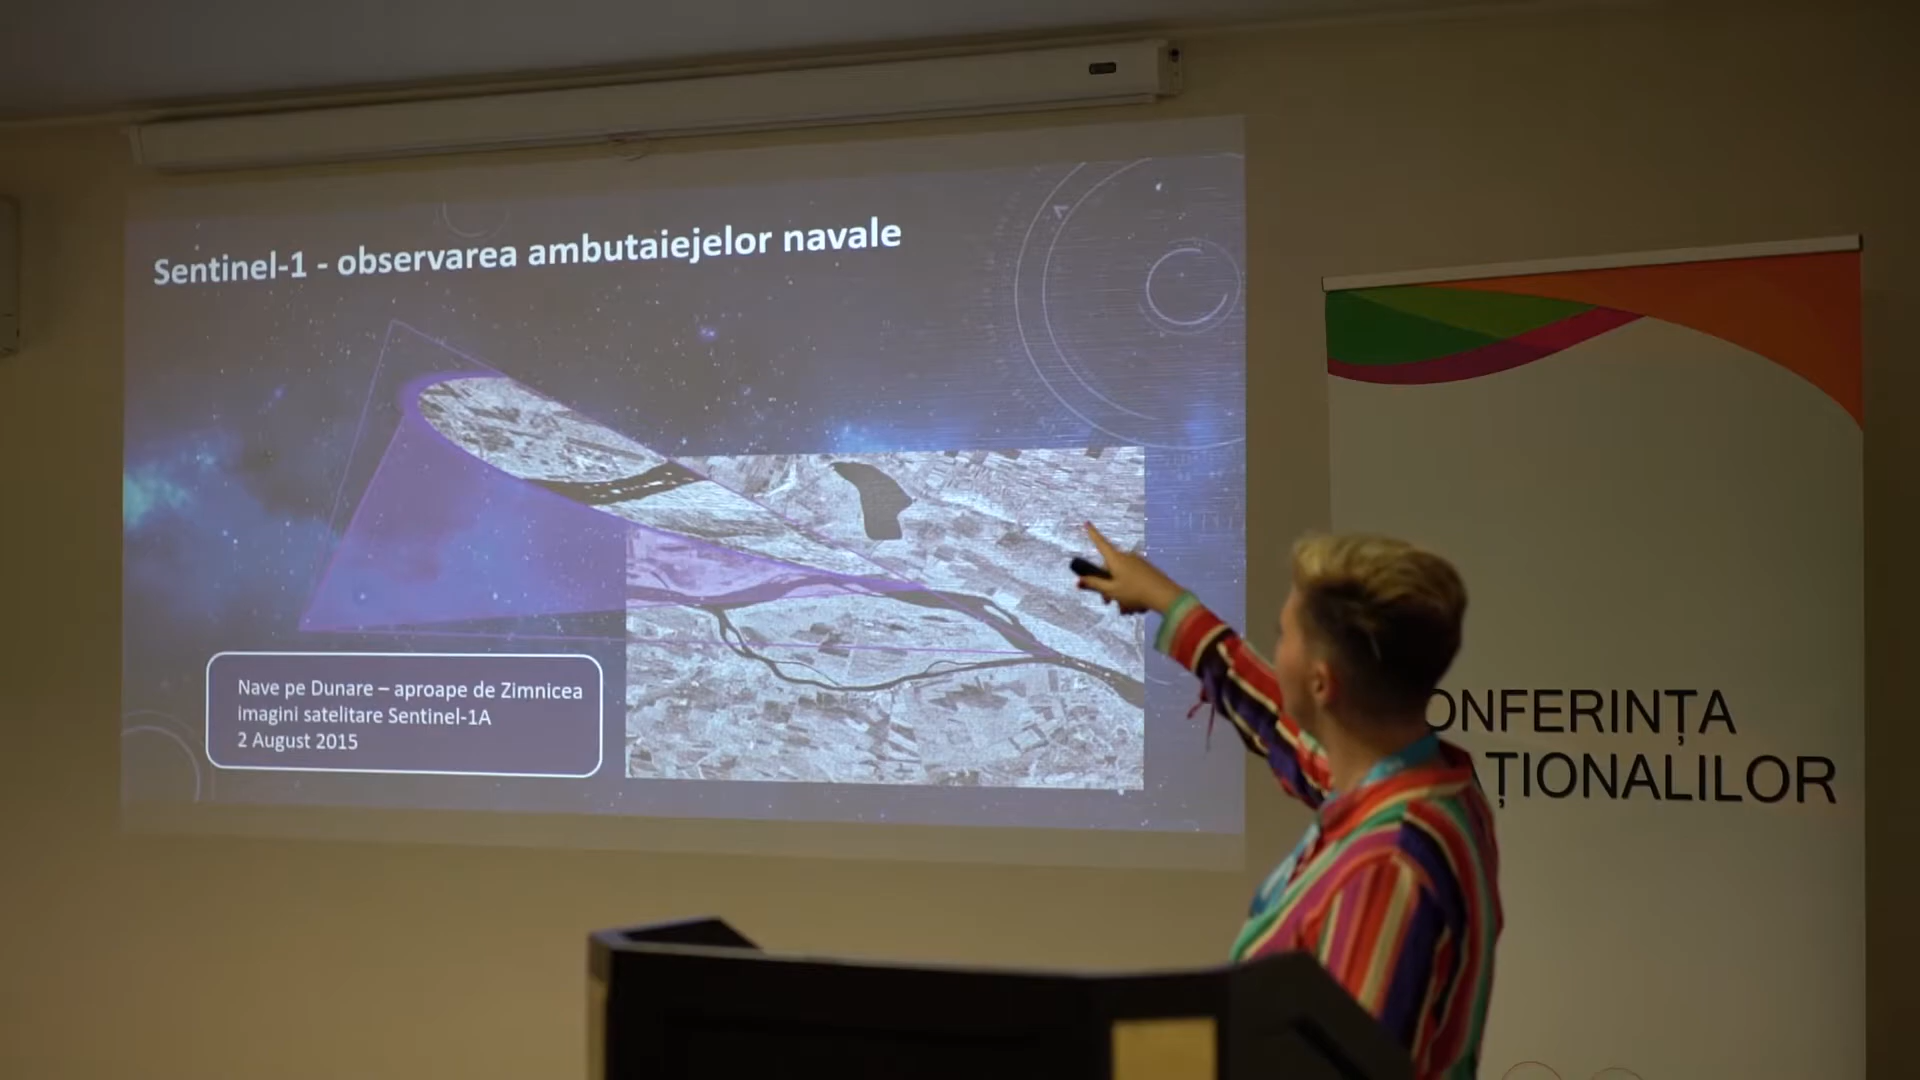 Sentinel-1 - observarea ambutaiejelor navale
Nave pe Dunare – aproape de Zimnicea
imagini satelitare Sentinel-1A
2 August 2015
ONFERINȚA
AȚIONALILOR